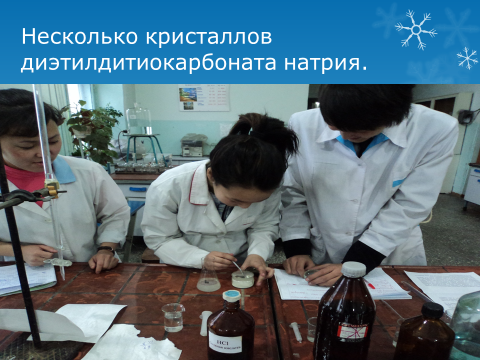 Несколько кристаллов
диэтилдитиокарбоната натрия.
HCl